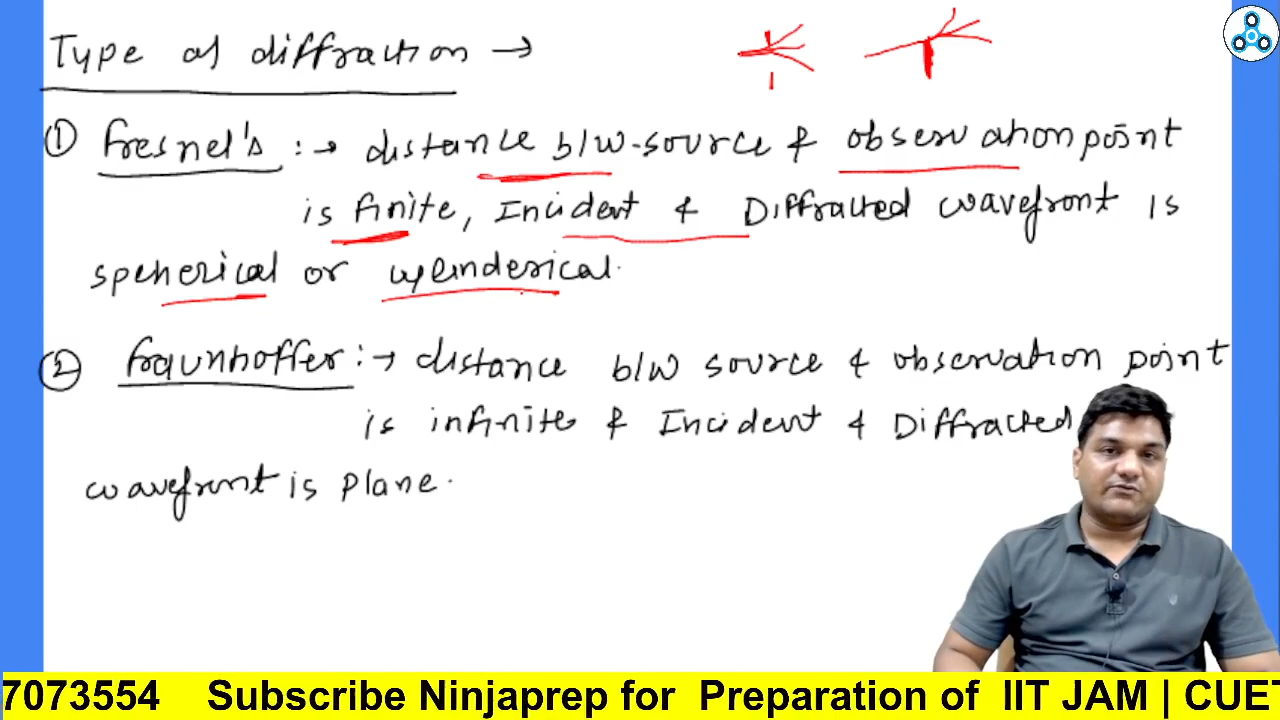 Type of diffraction →
① Fresnel's :→ distance b/w source & observation point
is finite, Incident & Diffracted wavefront is
spherical or cylinderical.
② fraunhoffer :→ distance b/w source & observation point
is infinite & Incident & Diffracted
wavefront is plane.
7073554 Subscribe Ninjaprep for Preparation of IIT JAM | CUET